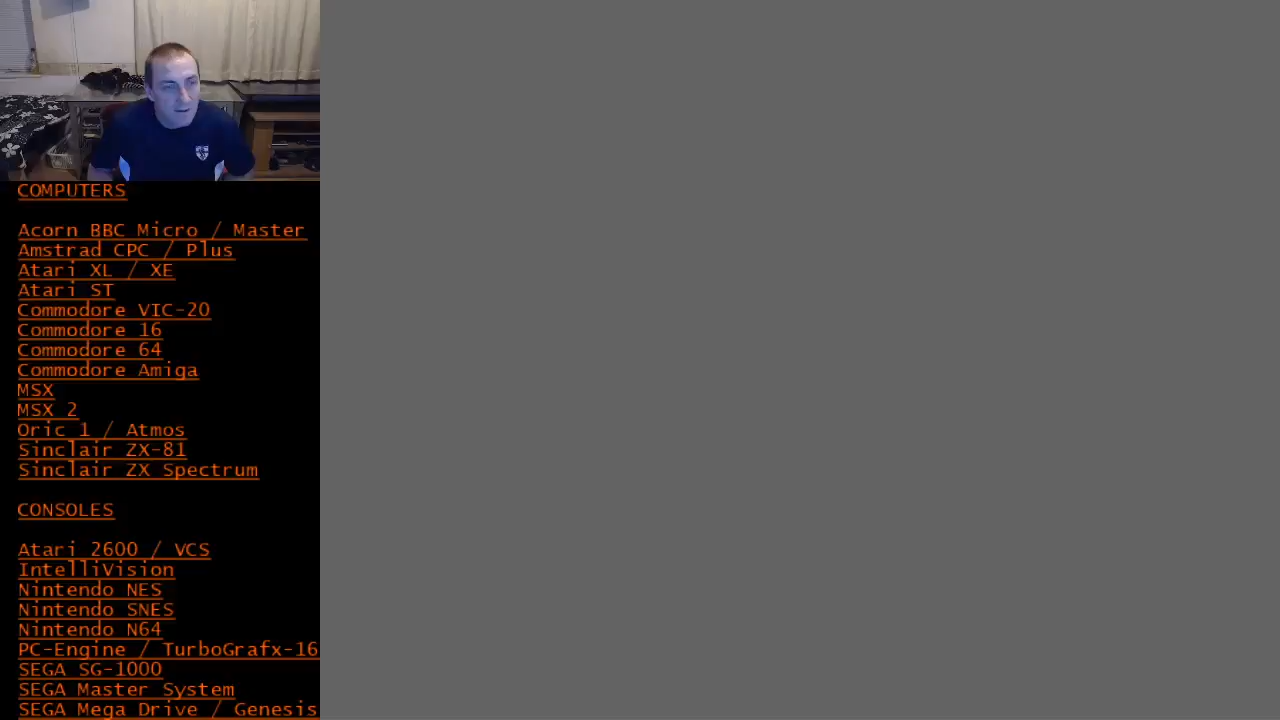 COMPUTERS
Acorn BBC Micro / Master
Amstrad CPC / Plus
Atari XL / XE
Atari ST
Commodore VIC-20
Commodore 16
Commodore 64
Commodore Amiga
MSX
MSX 2
Oric 1 / Atmos
Sinclair ZX-81
Sinclair ZX Spectrum
CONSOLES
Atari 2600 / VCS
IntelliVision
Nintendo NES
Nintendo SNES
Nintendo N64
PC-Engine / TurboGrafx-16
SEGA SG-1000
SEGA Master System
SEGA Mega Drive / Genesis